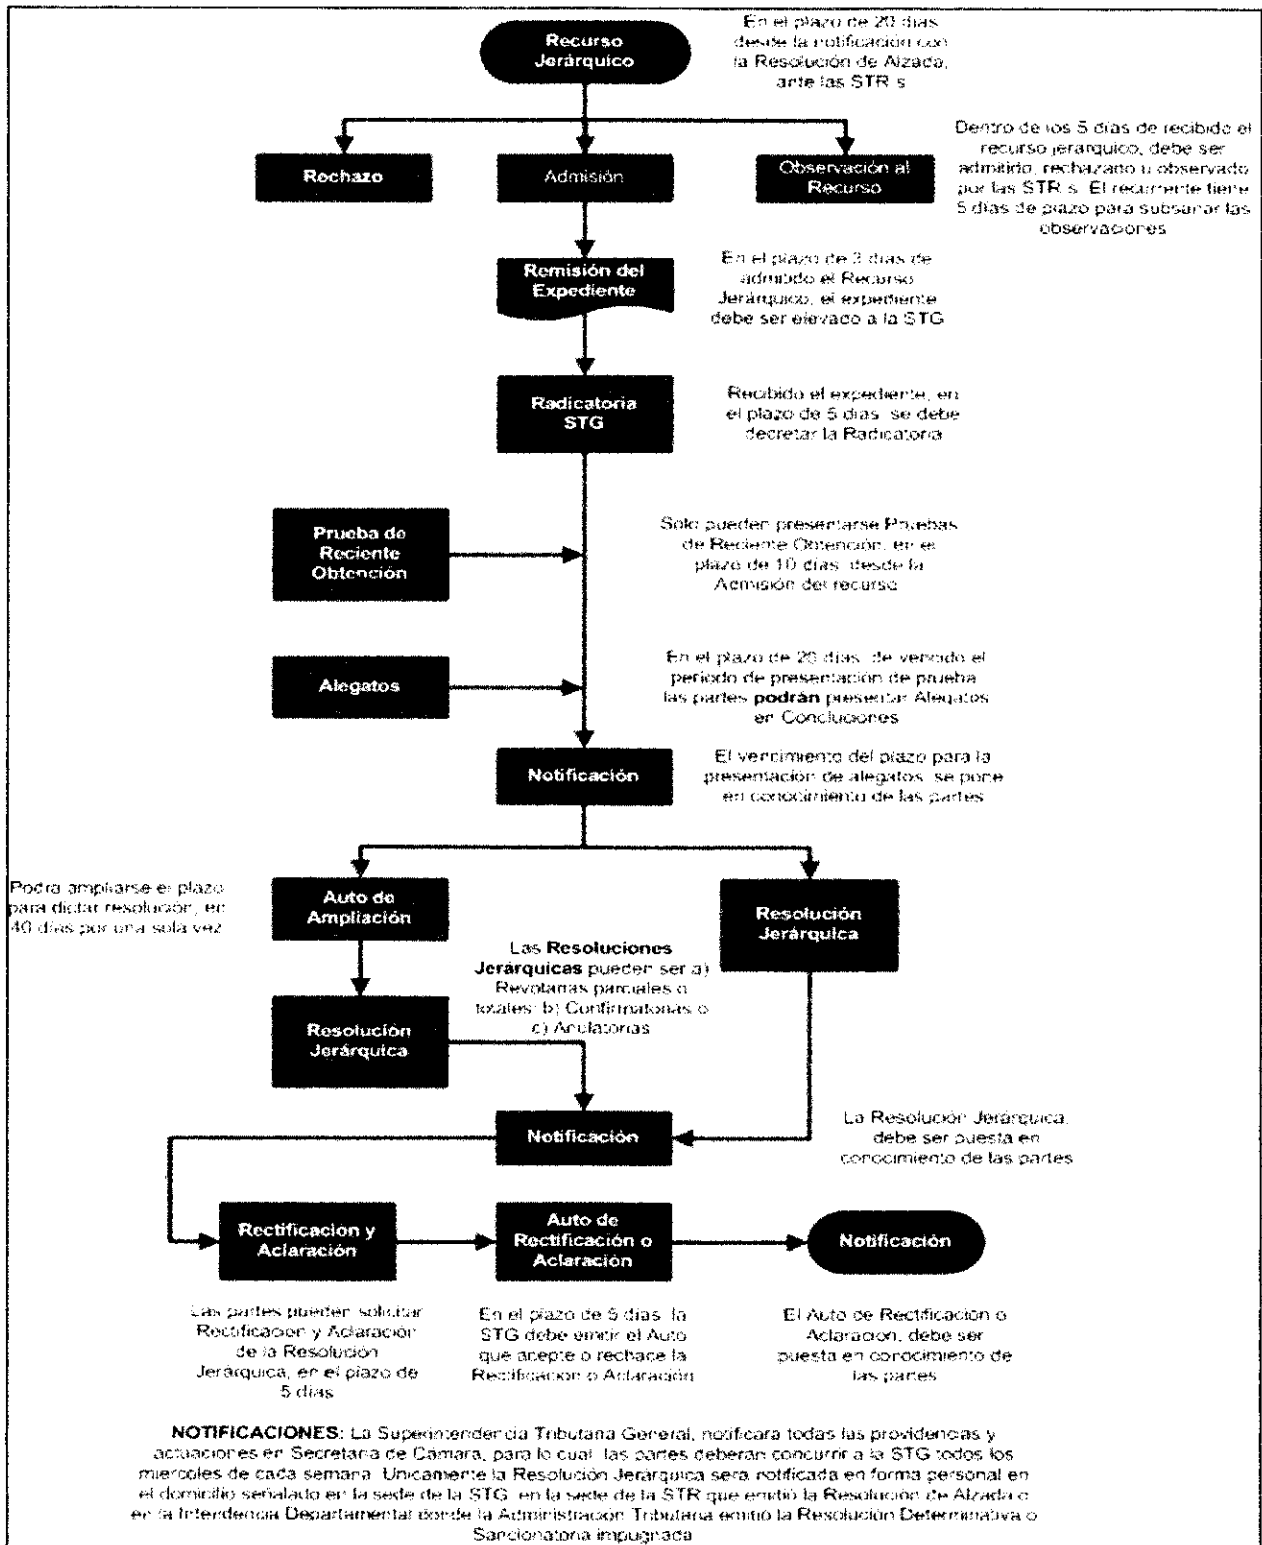 Recurso
Jerárquico
En el plazo de 20 días
desde la notificación con
la Resolución de Alzada,
ante las STR s
Rechazo
Admisión
Observación al
Recurso
Dentro de los 5 días de recibido el
recurso jerárquico, debe ser
admitido, rechazado u observado
por las STR s. El recurrente tiene
5 días de plazo para subsanar las
observaciones
Remisión del
Expediente
En el plazo de 3 días de
admitido el Recurso
Jerárquico, el expediente
debe ser elevado a la STG
Radicatoria
STG
Recibido el expediente, en
el plazo de 5 días se debe
decretar la Radicatoria
Prueba de
Reciente
Obtención
Solo pueden presentarse Pruebas
de Reciente Obtención, en el
plazo de 10 días desde la
Admisión del recurso
Alegatos
En el plazo de 20 días de vencido el
período de presentación de prueba
las partes podrán presentar Alegatos
en Concluciones
Notificación
El vencimiento del plazo para la
presentación de alegatos se pone
en conocimiento de las partes
Podrá ampliarse el plazo
para dictar resolución, en
40 días por una sola vez
Auto de
Ampliación
Resolución
Jerárquica
Las Resoluciones
Jerárquicas pueden ser a)
Revotarias parciales o
totales; b) Confirmatorias o
c) Anulatorias
Resolución
Jerárquica
Notificación
La Resolución Jerárquica,
debe ser puesta en
conocimiento de las partes
Rectificacion y
Aclaración
Auto de
Rectificación o
Aclaración
Notificación
Las partes pueden solicitar
Rectificacion y Aclaración
de la Resolución
Jerárquica, en el plazo de
5 días
En el plazo de 5 días la
STG debe emitir el Auto
que acepte o rechace la
Rectificacion o Aclaración
El Auto de Rectificacion o
Aclaracion, debe ser
puesta en conocimiento de
las partes
NOTIFICACIONES: La Superintendencia Tributaria General, notificara todas las providencias y
actuaciones en Secretaria de Cámara, para lo cual las partes deberan concurrir a la STG todos los
miercoles de cada semana. Unicamente la Resolución Jerárquica sera notificada en forma personal en
el domicilio señalado en la sede de la STG, en la sede de la STR que emitió la Resolución de Alzada o
en la Intendencia Departamental donde la Administración Tributaria emitió la Resolución Determinativa o
Sancionatoria impugnada